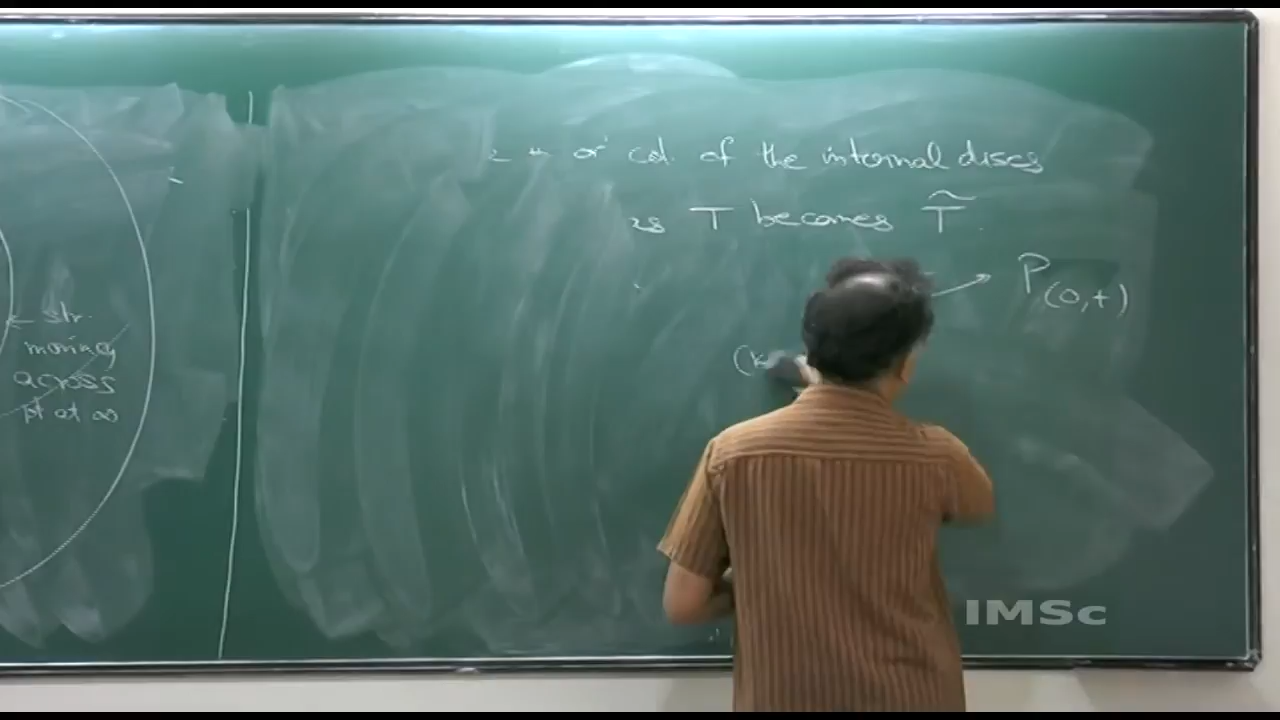 ← str.
moving
across
pt at ∞
or col. of the internal discs
as T becomes T̃.
→ P(0,+)
(k
IMSc